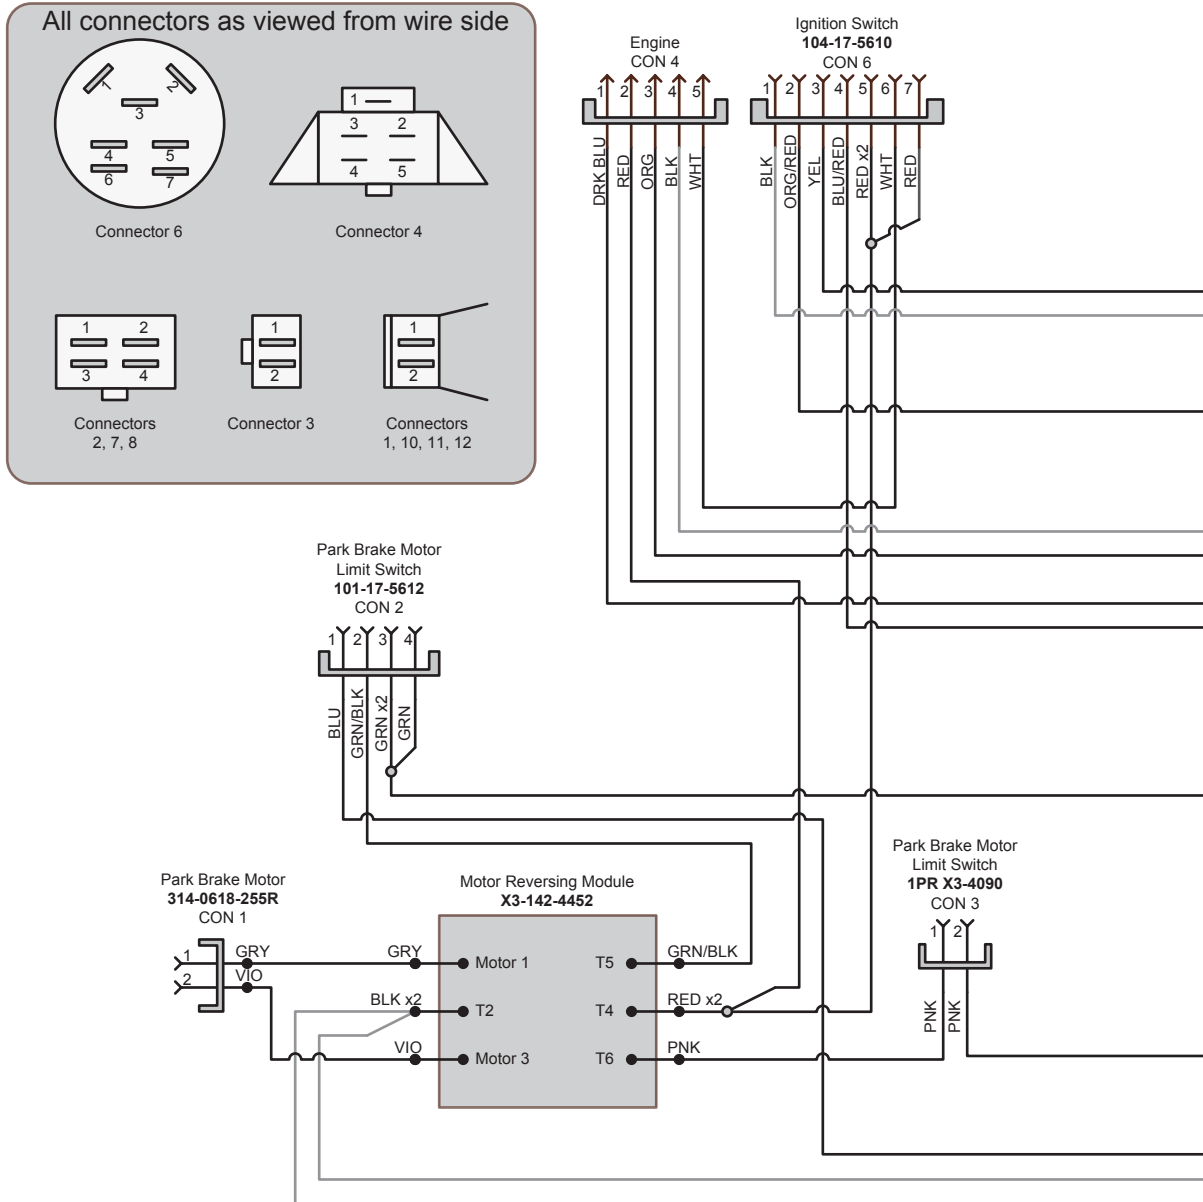 All connectors as viewed from wire side
1
2
3
4
5
6
7
Connector 6
1
3
2
4
5
Connector 4
1
2
3
4
Connectors
2, 7, 8
1
2
Connector 3
1
2
Connectors
1, 10, 11, 12
Engine
CON 4
1
2
3
4
5
DRK BLU
RED
ORG
BLK
WHT
Ignition Switch
104-17-5610
CON 6
1
2
3
4
5
6
7
BLK
ORG/RED
YEL
BLU/RED
RED x2
WHT
RED
Park Brake Motor
Limit Switch
101-17-5612
CON 2
1
2
3
4
BLU
GRN/BLK
GRN x2
GRN
Park Brake Motor
314-0618-255R
CON 1
1
2
GRY
VIO
GRY
BLK x2
VIO
Motor Reversing Module
X3-142-4452
Motor 1
T2
Motor 3
T5
T4
T6
GRN/BLK
RED x2
PNK
Park Brake Motor
Limit Switch
1PR X3-4090
CON 3
1
2
PNK
PNK